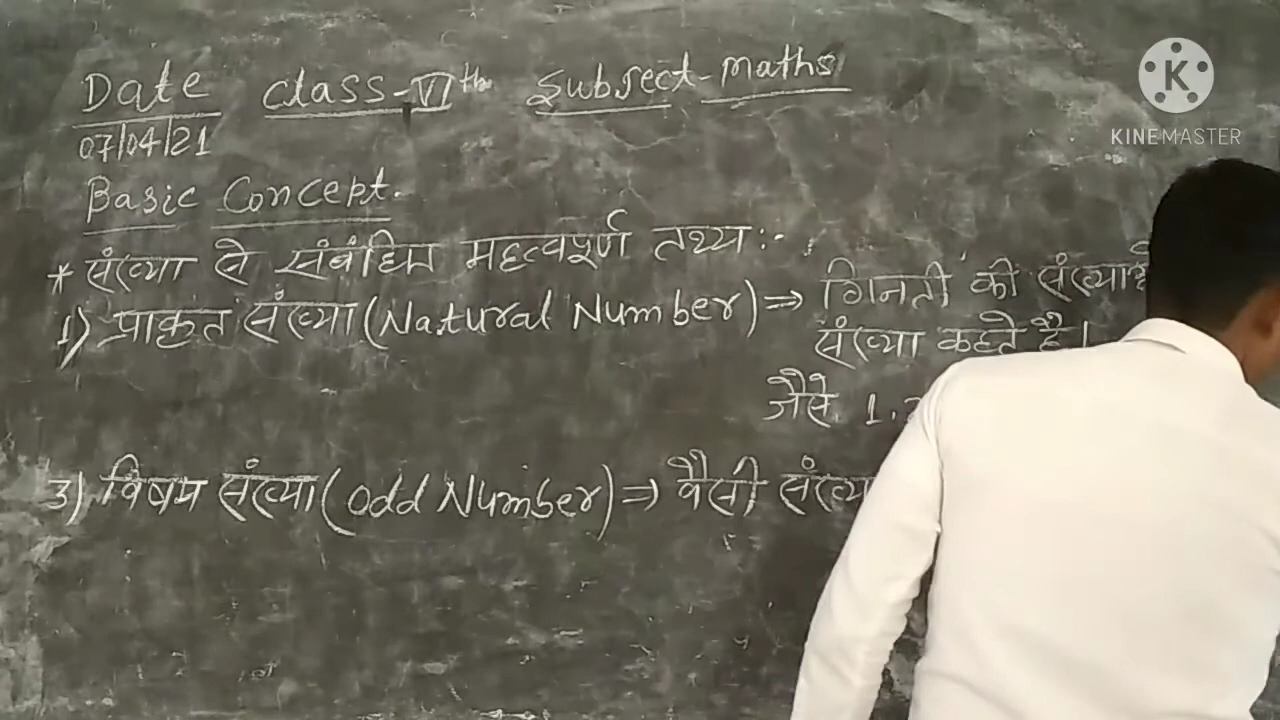 Date Class-VIth Subject-Maths
07/04/21
Basic Concept.
* संख्या से संबंधित महत्वपूर्ण तथ्य:-
1) प्राकृत संख्या (Natural Number) ⇒ गिनती की
संख्या कहते है।
जैसे 1,
3) विषम संख्या (odd Number) ⇒ वैसी
K
KINEMASTER